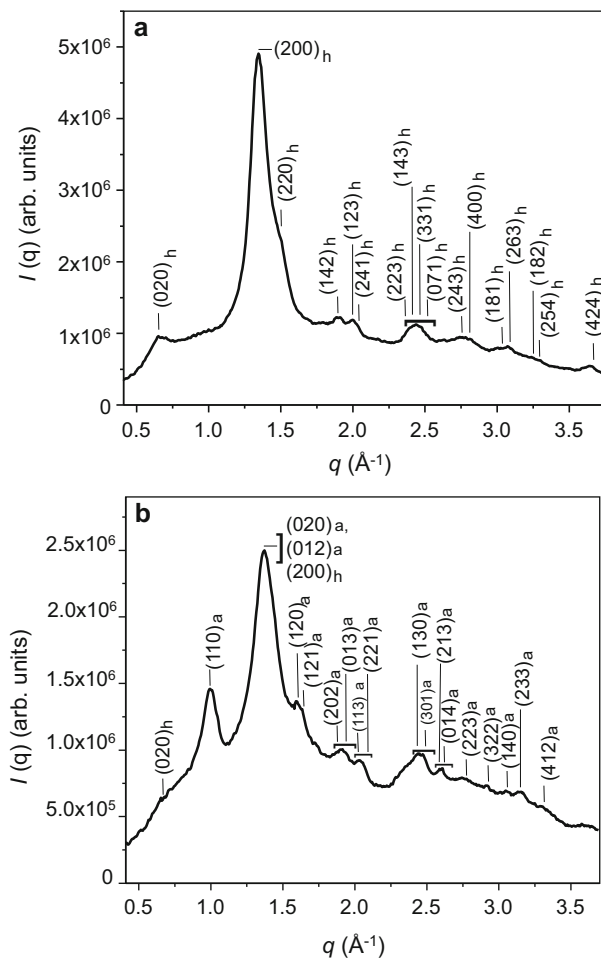 a
5x10⁶
4x10⁶
3x10⁶
2x10⁶
1x10⁶
0
I (q) (arb. units)
(020)h
(200)h
(220)h
(142)h
(123)h
(241)h
(223)h
(143)h
(331)h
(071)h
(243)h
(400)h
(181)h
(263)h
(182)h
(254)h
(424)h
0.5 1.0 1.5 2.0 2.5 3.0 3.5
q (Å⁻¹)
b
2.5x10⁶
2.0x10⁶
1.5x10⁶
1.0x10⁶
5.0x10⁵
0
I (q) (arb. units)
(020)h
(110)a
(020)a,
(012)a
(200)h
(120)a
(121)a
(202)a
(013)a
(113)a
(221)a
(130)a
(301)a
(213)a
(014)a
(223)a
(322)a
(140)a
(233)a
(412)a
0.5 1.0 1.5 2.0 2.5 3.0 3.5
q (Å⁻¹)